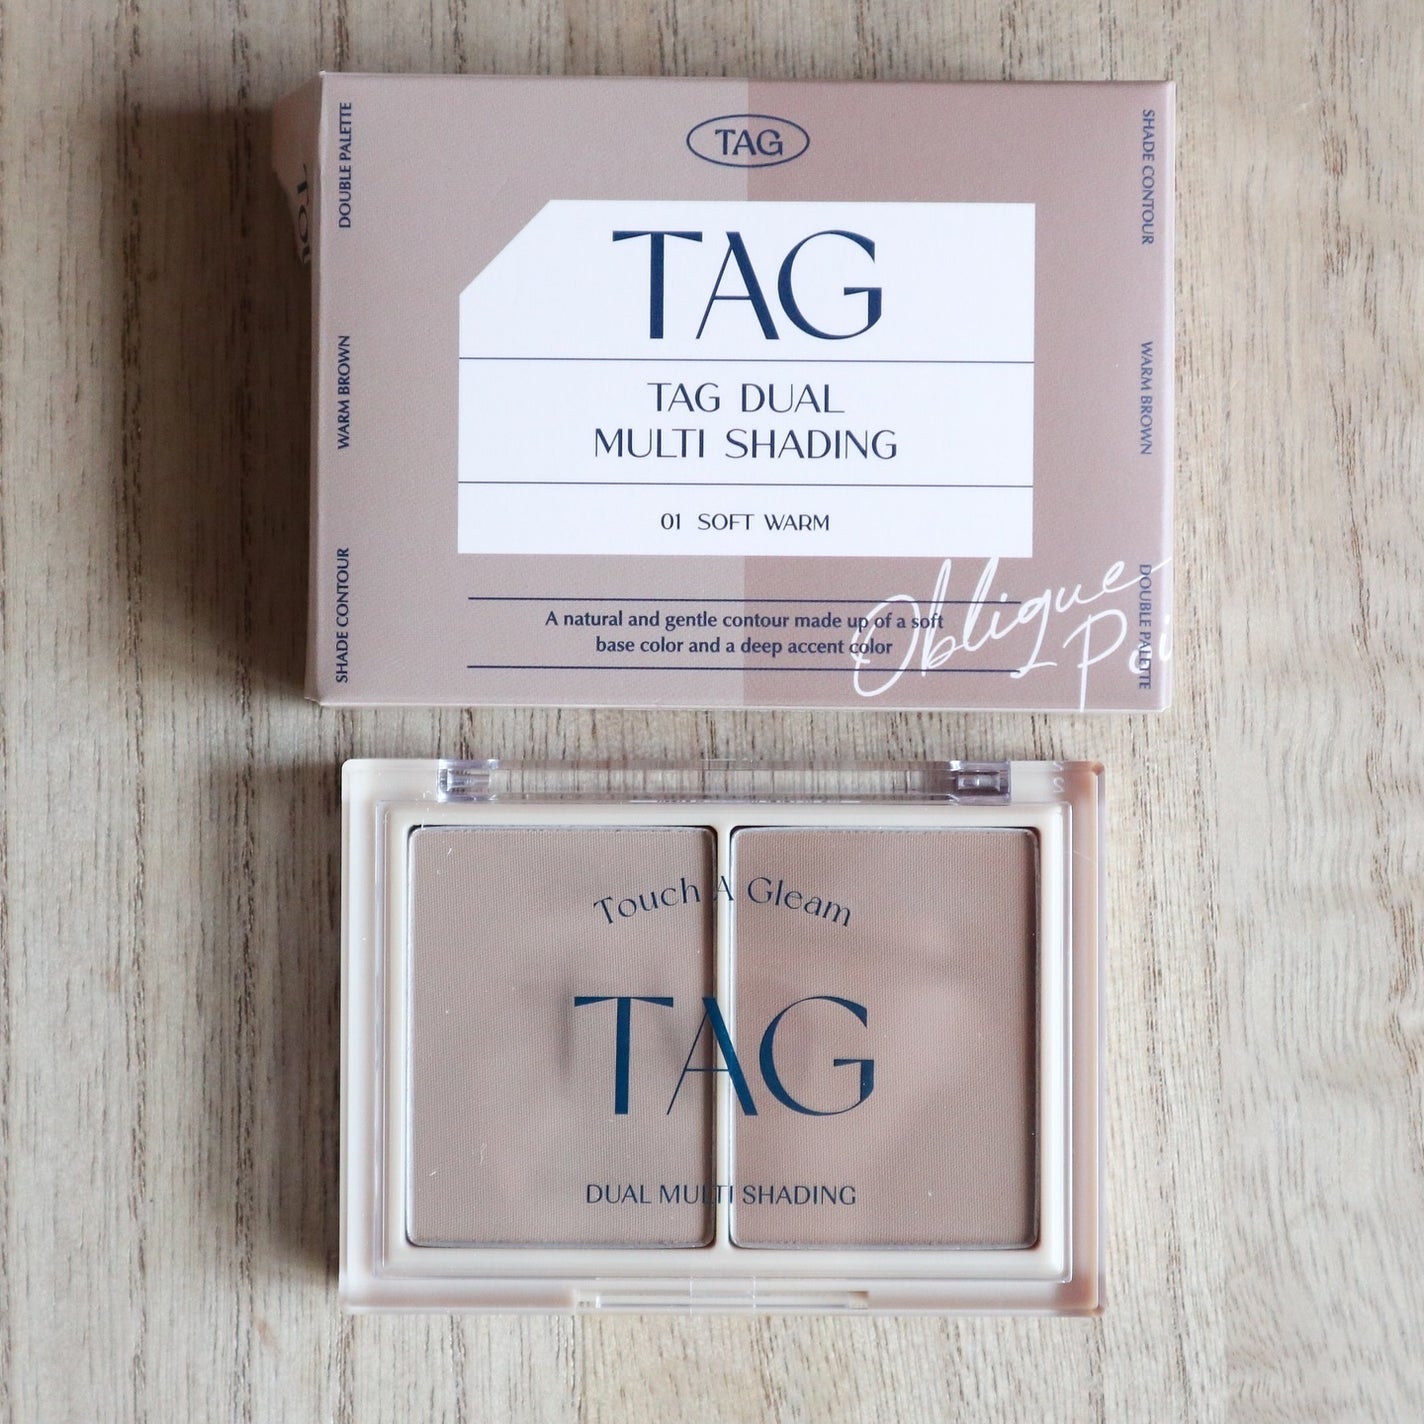 TAG
DOUBLE PALETTE
WARM BROWN
SHADE CONTOUR
TAG
TAG DUAL
MULTI SHADING
01 SOFT WARM
A natural and gentle contour made up of a soft
base color and a deep accent color
Oblique
SHADE CONTOUR
WARM BROWN
DOUBLE PALETTE
Touch A Gleam
TAG
DUAL MULTI SHADING